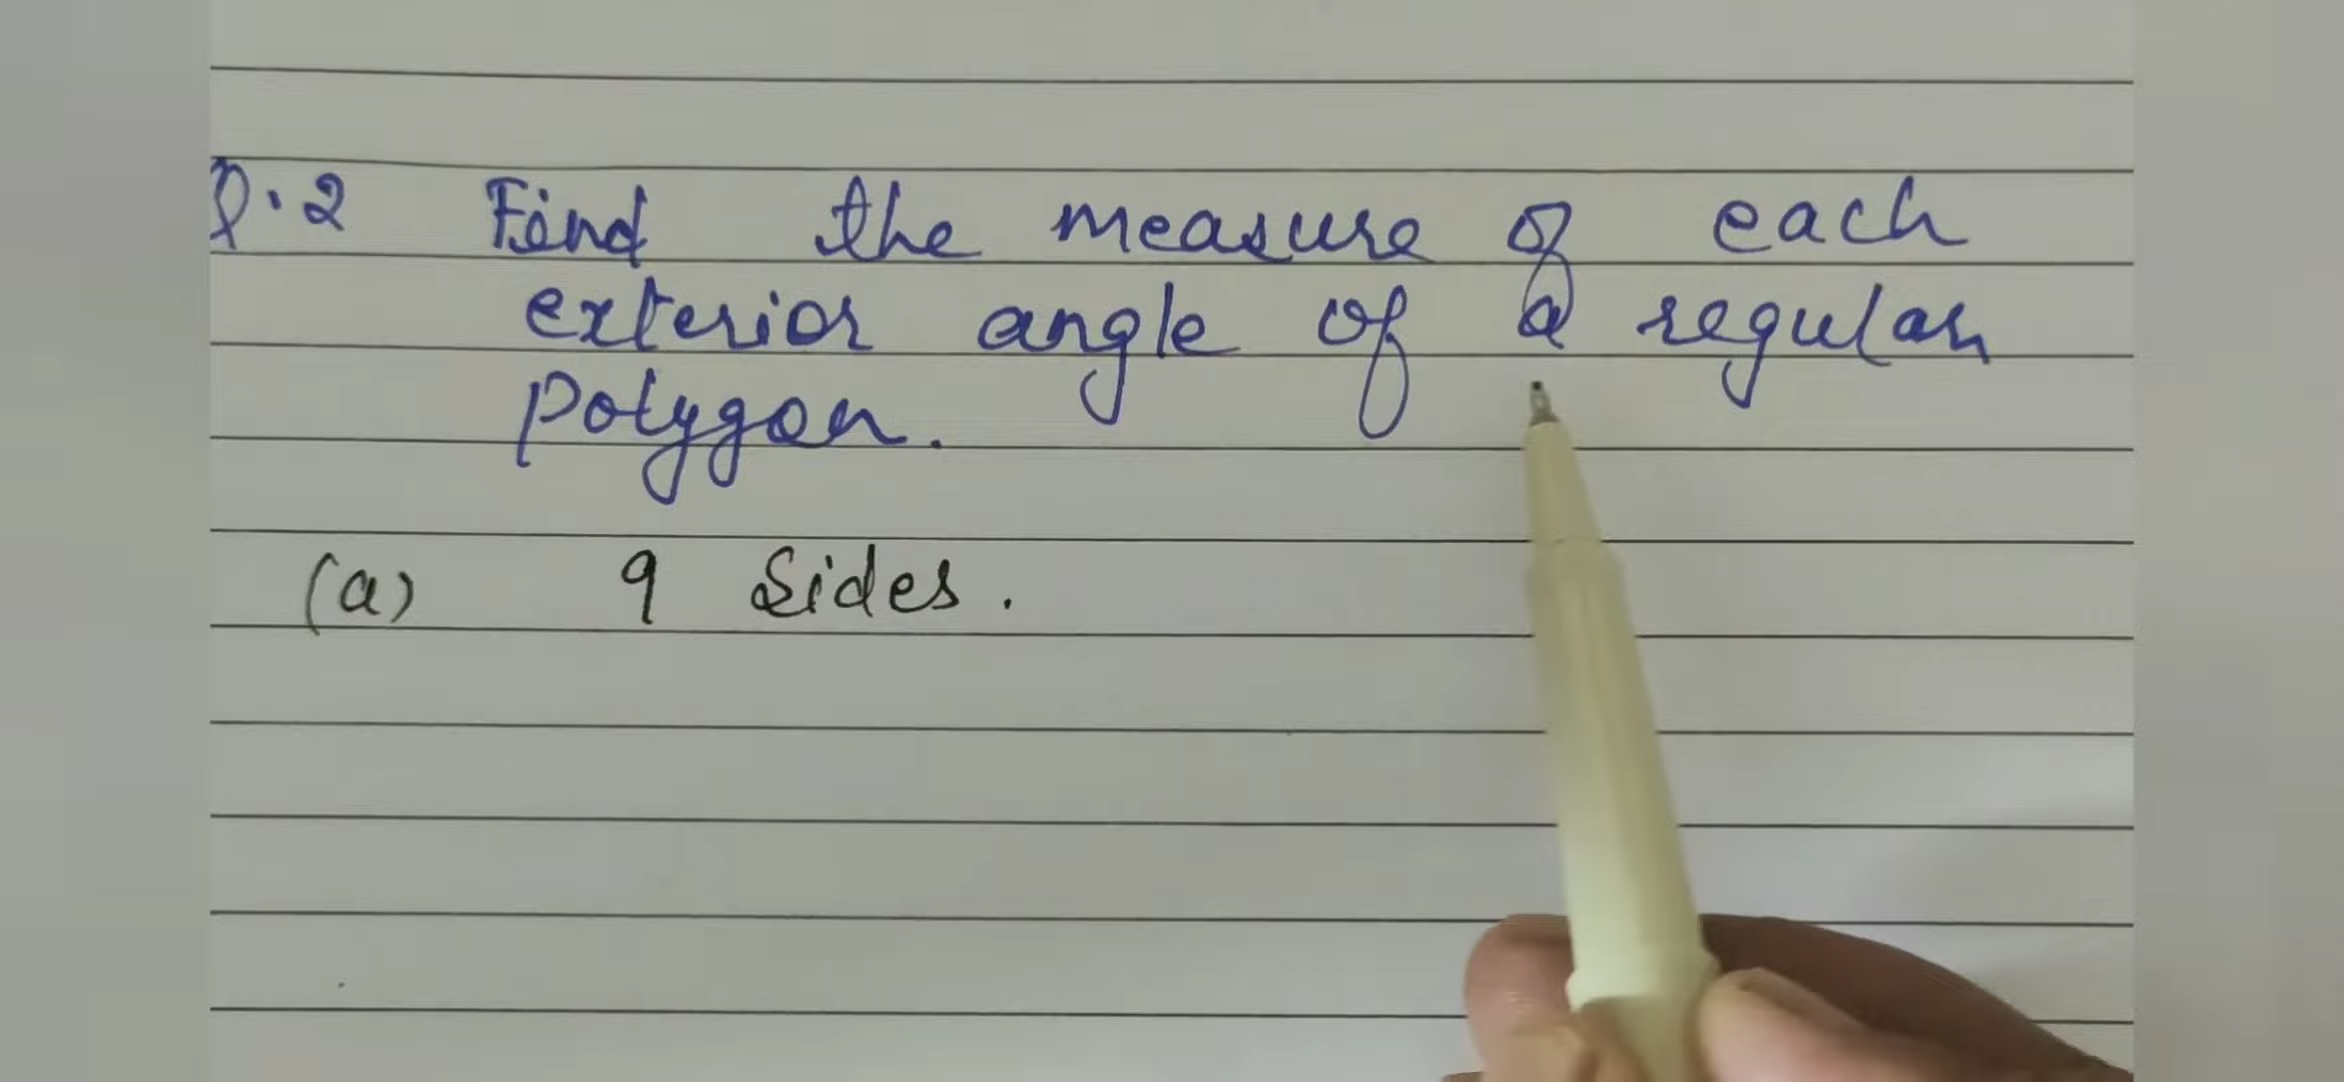 Q.2 Find the measure of each
exterior angle of a regular
polygon.
(a) 9 sides.